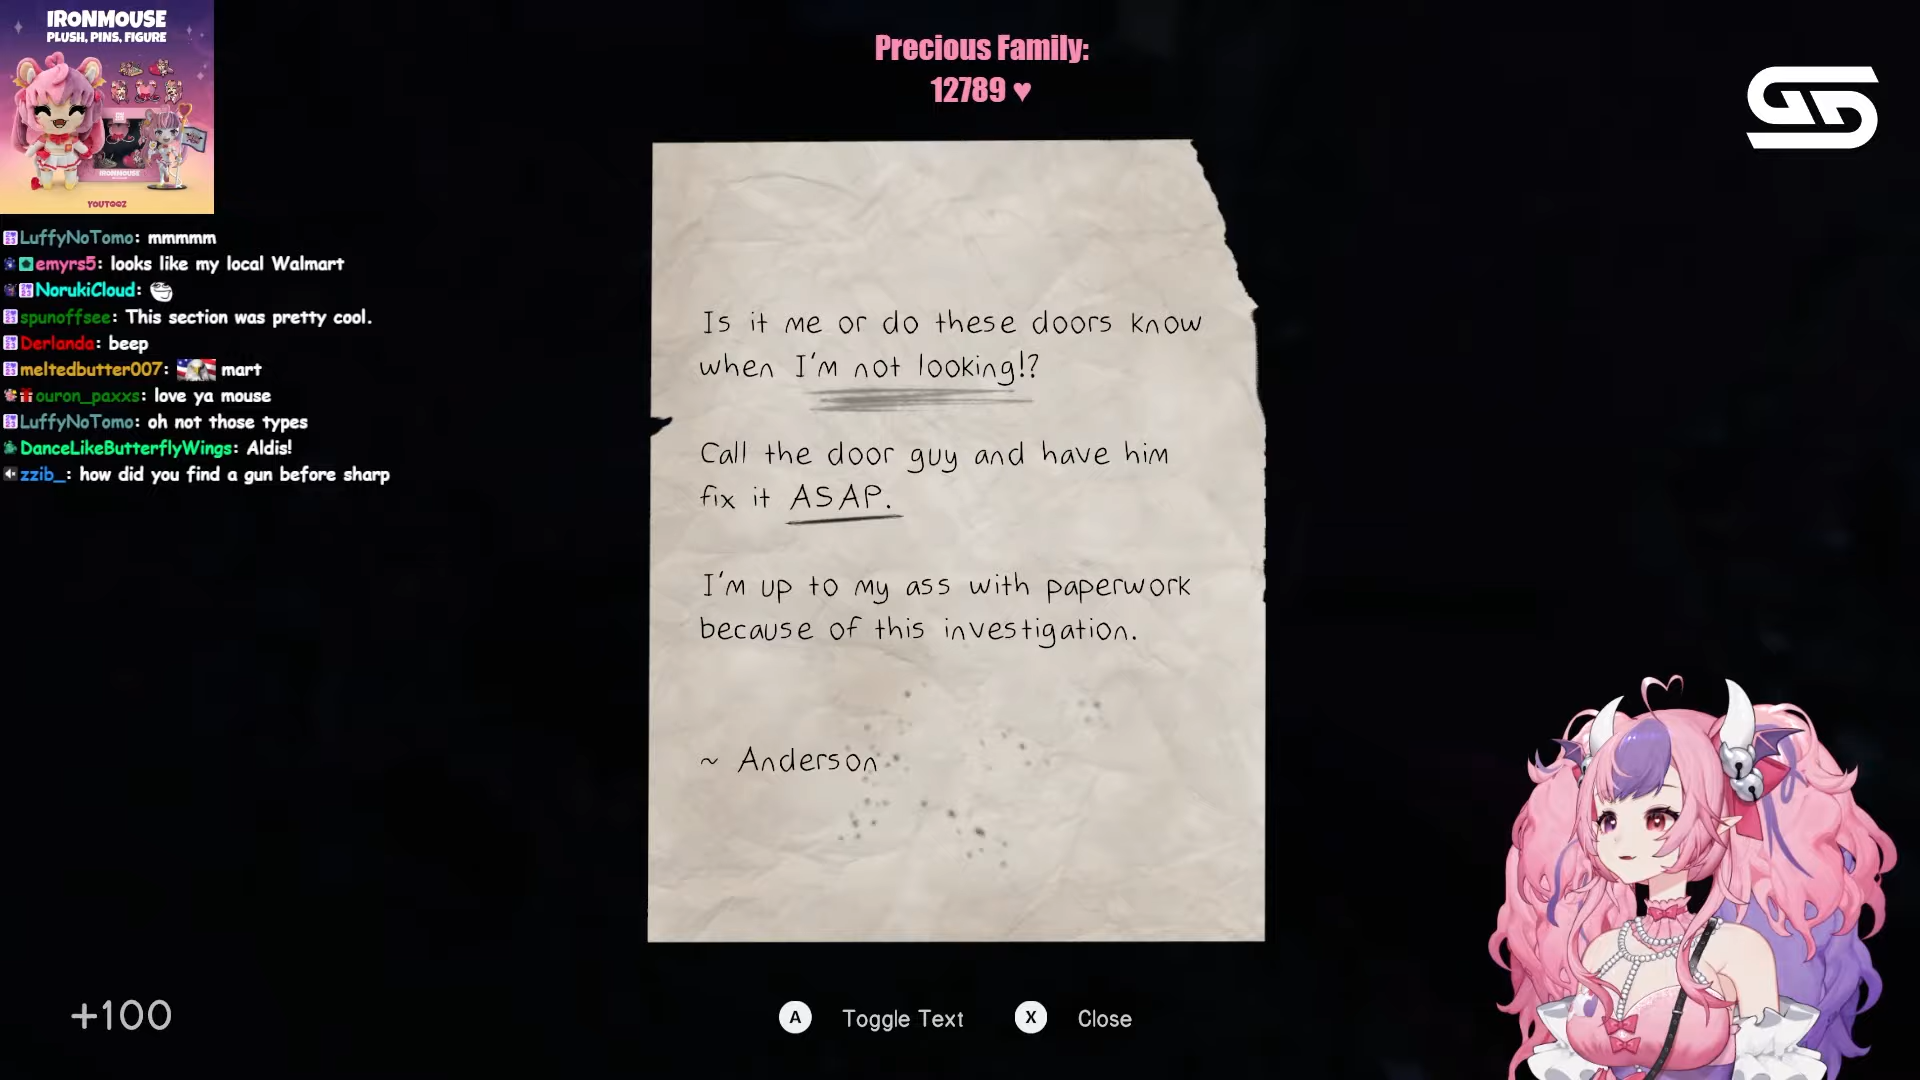 IRONMOUSE
PLUSH, PINS, FIGURE
IRONMOUSE
YOUTOOZ
Precious Family:
12789 ♥
LuffyNoTomo: mmmmm
emyrs5: looks like my local Walmart
NorukiCloud:
spunoffsee: This section was pretty cool.
Derlanda: beep
meltedbutter007: mart
ouron_paxxs: love ya mouse
LuffyNoTomo: oh not those types
DanceLikeButterflyWings: Aldis!
zzib_: how did you find a gun before sharp
Is it me or do these doors know
when I'm not looking!?
Call the door guy and have him
fix it ASAP.
I'm up to my ass with paperwork
because of this investigation.
~ Anderson
+100
A Toggle Text X Close